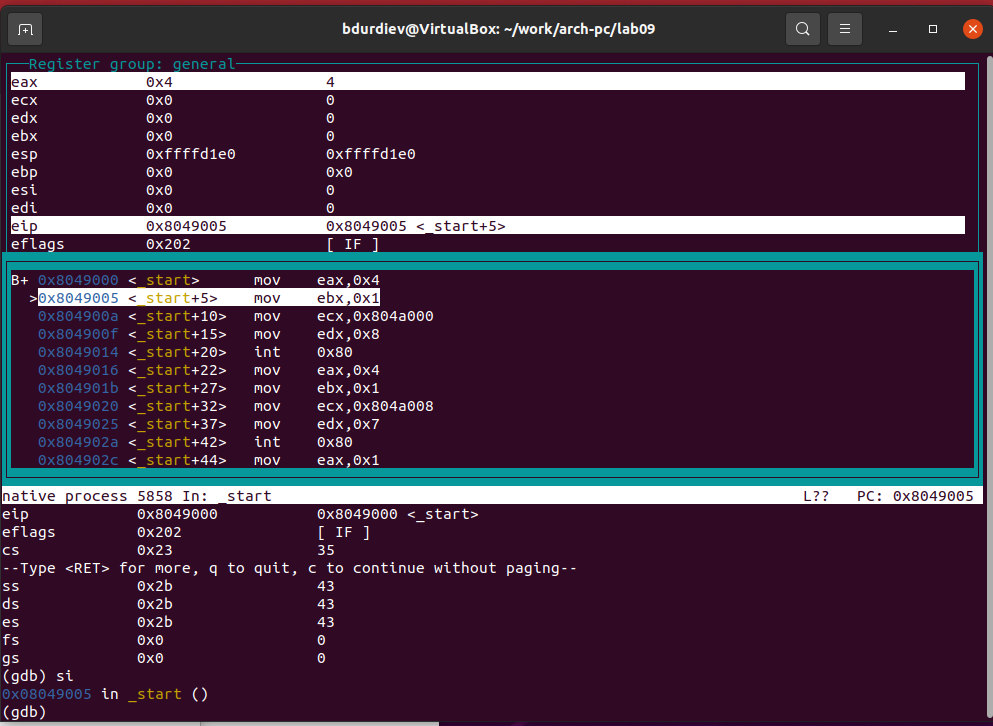 bdurdiev@VirtualBox: ~/work/arch-pc/lab09
Register group: general
eax 0x4 4
ecx 0x0 0
edx 0x0 0
ebx 0x0 0
esp 0xffffd1e0 0xffffd1e0
ebp 0x0 0x0
esi 0x0 0
edi 0x0 0
eip 0x8049005 0x8049005 <_start+5>
eflags 0x202 [ IF ]
B+ 0x8049000 <_start> mov eax,0x4
>0x8049005 <_start+5> mov ebx,0x1
0x804900a <_start+10> mov ecx,0x804a000
0x804900f <_start+15> mov edx,0x8
0x8049014 <_start+20> int 0x80
0x8049016 <_start+22> mov eax,0x4
0x804901b <_start+27> mov ebx,0x1
0x8049020 <_start+32> mov ecx,0x804a008
0x8049025 <_start+37> mov edx,0x7
0x804902a <_start+42> int 0x80
0x804902c <_start+44> mov eax,0x1
native process 5858 In: _start L?? PC: 0x8049005
eip 0x8049000 0x8049000 <_start>
eflags 0x202 [ IF ]
cs 0x23 35
--Type <RET> for more, q to quit, c to continue without paging--
ss 0x2b 43
ds 0x2b 43
es 0x2b 43
fs 0x0 0
gs 0x0 0
(gdb) si
0x08049005 in _start ()
(gdb)